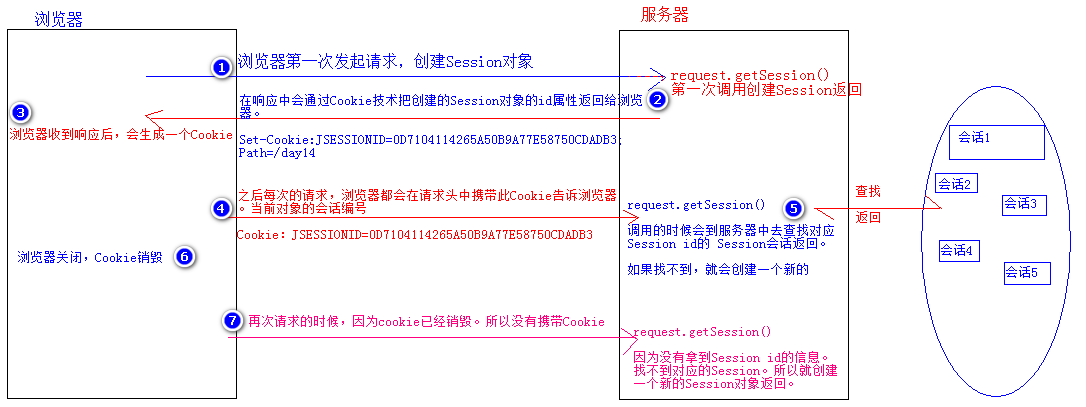 浏览器
服务器
1
浏览器第一次发起请求，创建Session对象
request.getSession()
第一次调用创建Session返回
2
在响应中会通过Cookie技术把创建的Session对象的id属性返回给浏览
器。
3
浏览器收到响应后，会生成一个Cookie
Set-Cookie:JSESSIONID=0D7104114265A50B9A77E58750CDADB3;
Path=/day14
4
之后每次的请求，浏览器都会在请求头中携带此Cookie告诉浏览器
。当前对象的会话编号
Cookie: JSESSIONID=0D7104114265A50B9A77E58750CDADB3
request.getSession()
5
调用的时候会到服务器中去查找对应
Session id的 Session会话返回。
如果找不到，就会创建一个新的
查找
返回
会话1
会话2
会话3
会话4
会话5
浏览器关闭，Cookie销毁
6
7
再次请求的时候，因为cookie已经销毁。所以没有携带Cookie
request.getSession()
因为没有拿到Session id的信息。
找不到对应的Session。所以就创建
一个新的Session对象返回。